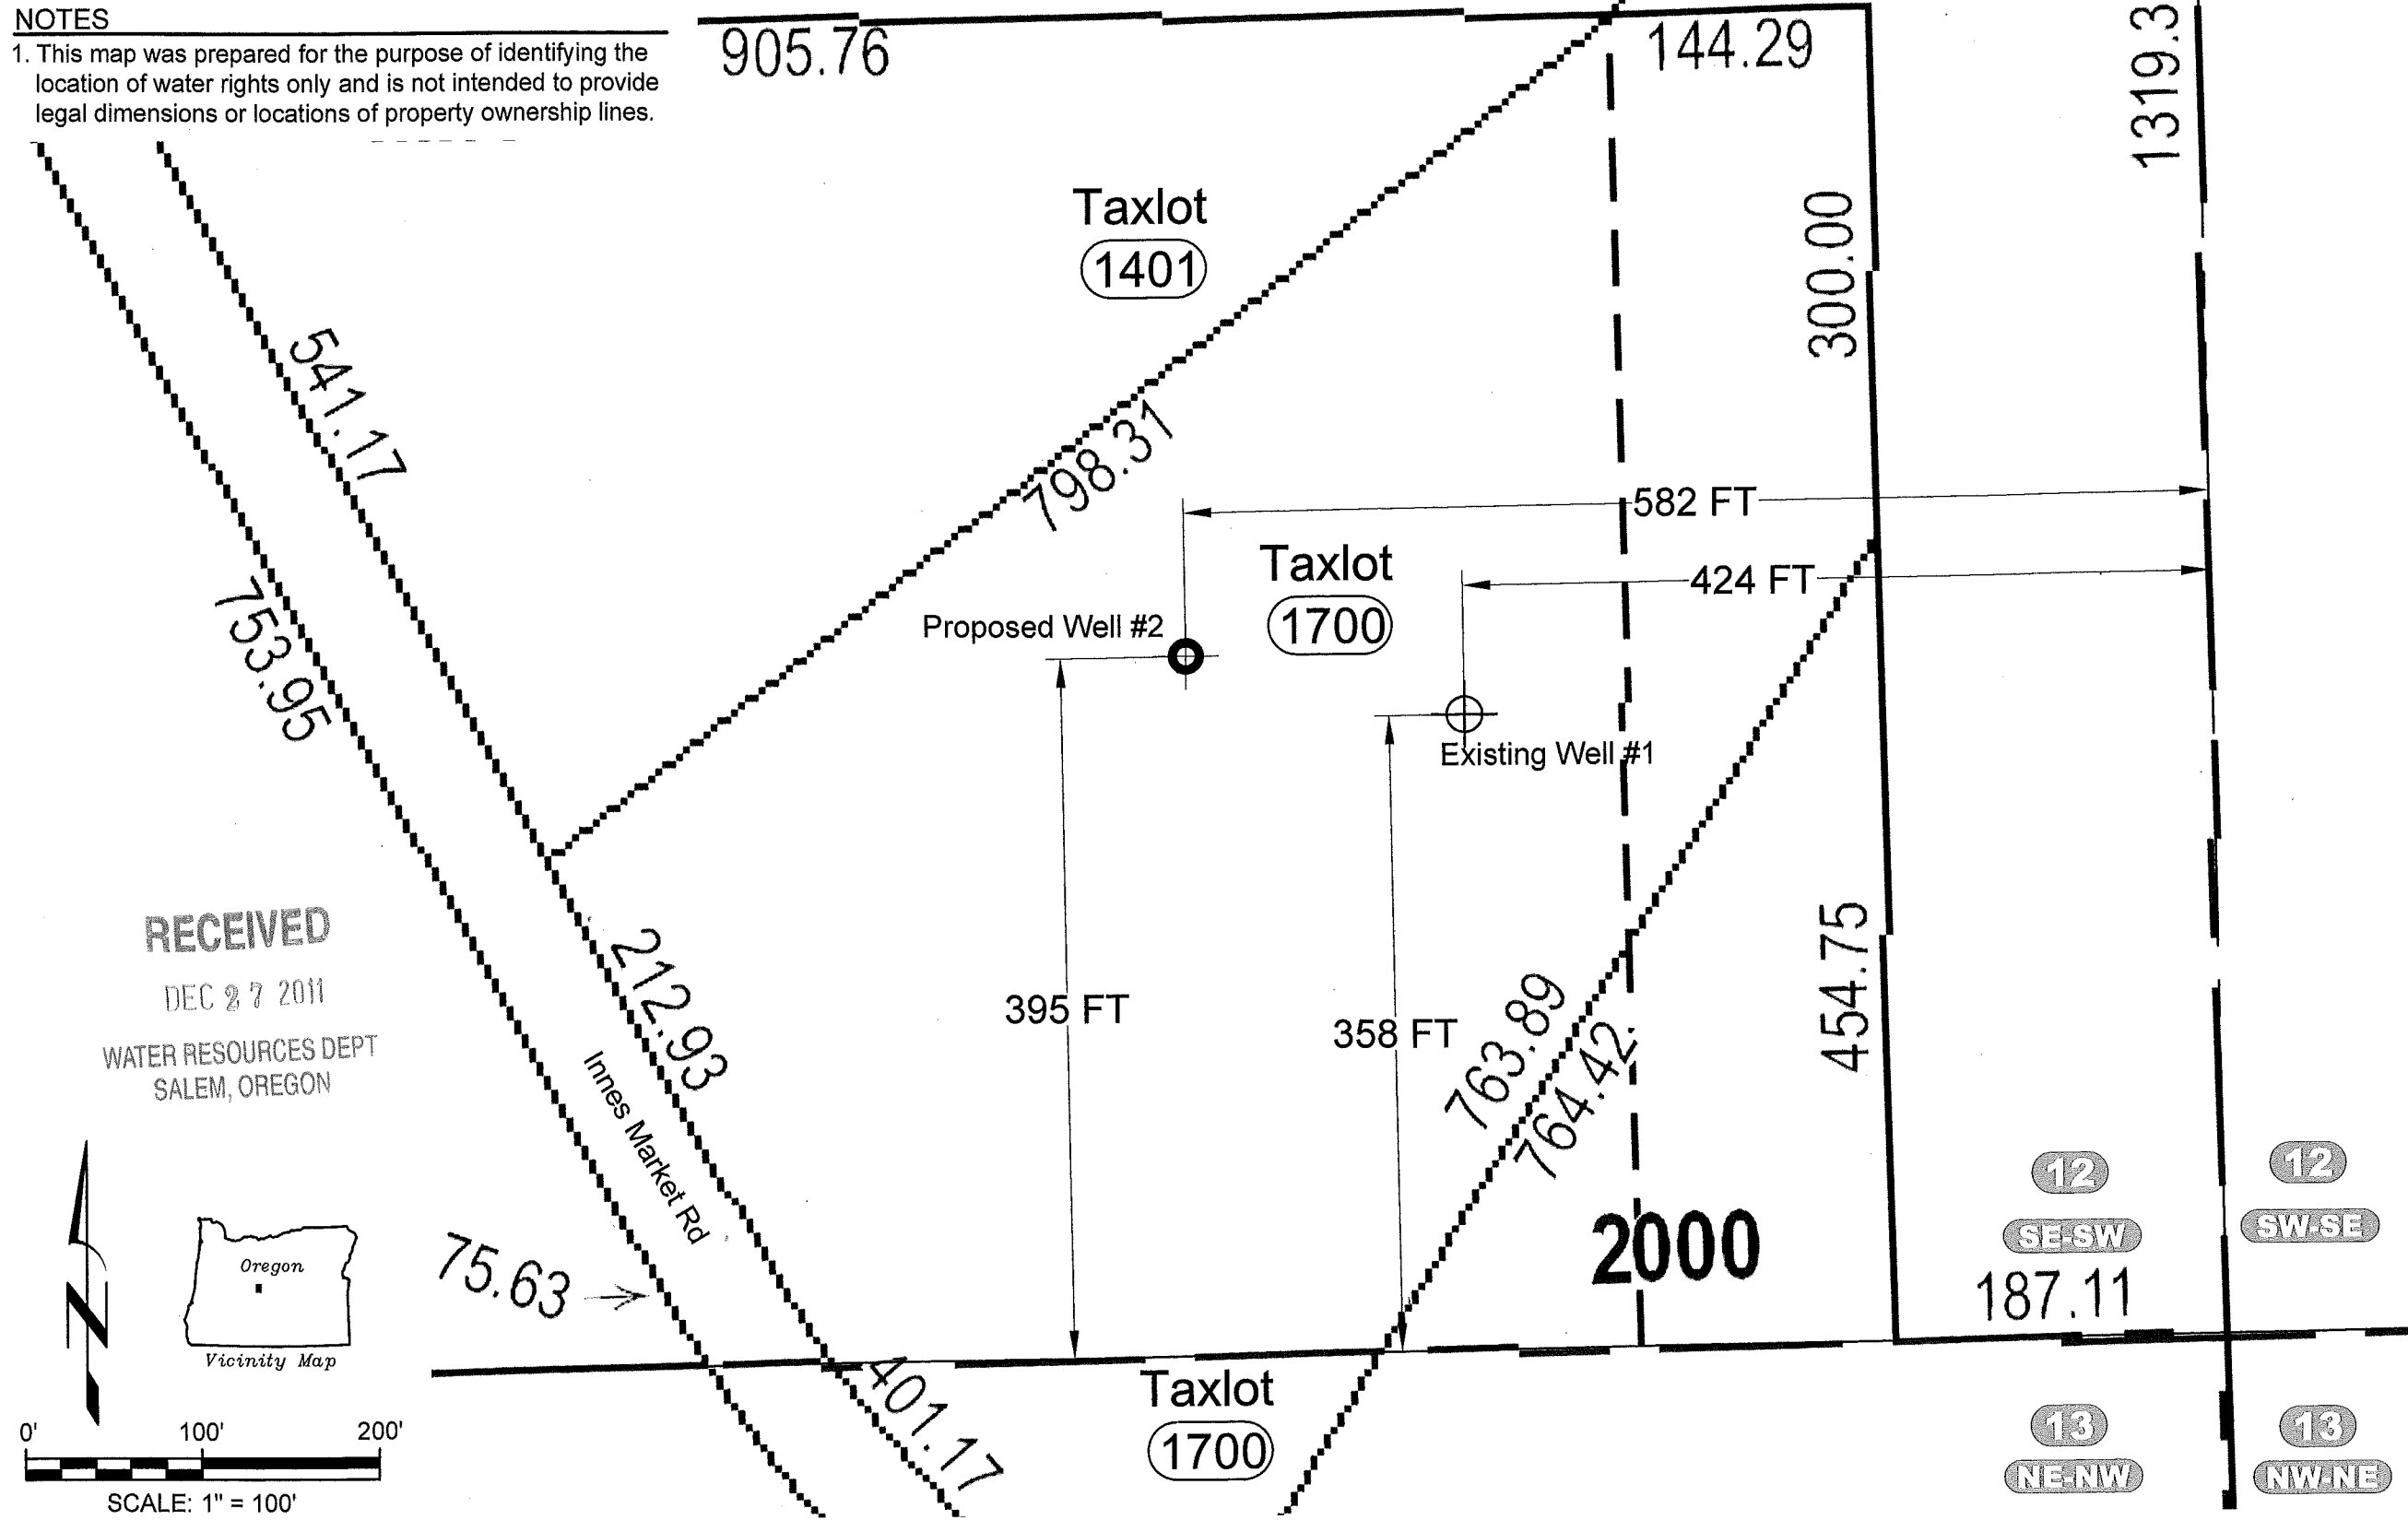 NOTES
1. This map was prepared for the purpose of identifying the
location of water rights only and is not intended to provide
legal dimensions or locations of property ownership lines.
905.76
144.29
1319.3
Taxlot
1401
300.00
541.17
798.31
582 FT
Taxlot
1700
424 FT
753.95
Proposed Well #2
Existing Well #1
RECEIVED
DEC 27 2011
WATER RESOURCES DEPT
SALEM, OREGON
212.93
395 FT
358 FT
763.89
764.42
454.75
Innes Market Rd
12
SE-SW
12
SW-SE
2000
187.11
75.63
Oregon
Vicinity Map
N
401.17
Taxlot
1700
13
NE-NW
13
NW-NE
0' 100' 200'
SCALE: 1" = 100'